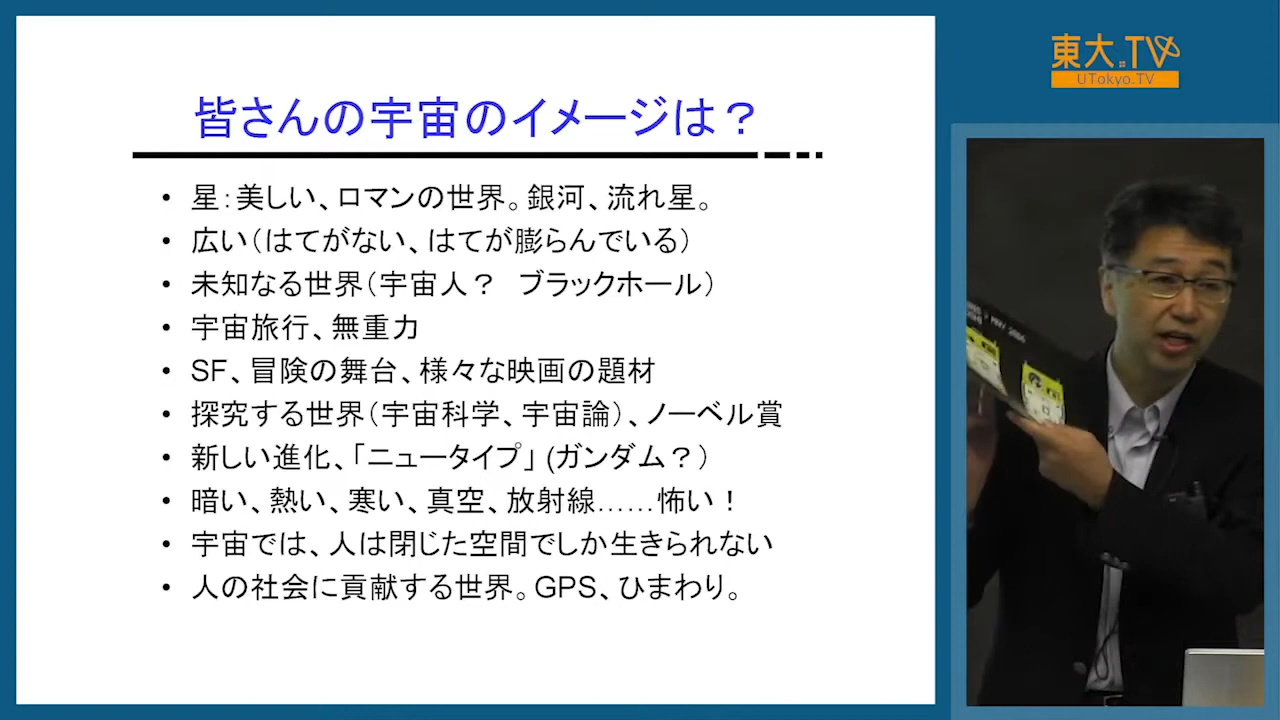 皆さんの宇宙のイメージは？
• 星：美しい、ロマンの世界。銀河、流れ星。
• 広い（はてがない、はてが膨らんでいる）
• 未知なる世界（宇宙人？　ブラックホール）
• 宇宙旅行、無重力
• SF、冒険の舞台、様々な映画の題材
• 探究する世界（宇宙科学、宇宙論）、ノーベル賞
• 新しい進化、「ニュータイプ」 (ガンダム？）
• 暗い、熱い、寒い、真空、放射線……怖い！
• 宇宙では、人は閉じた空間でしか生きられない
• 人の社会に貢献する世界。GPS、ひまわり。
東大.TV
UTokyo.TV